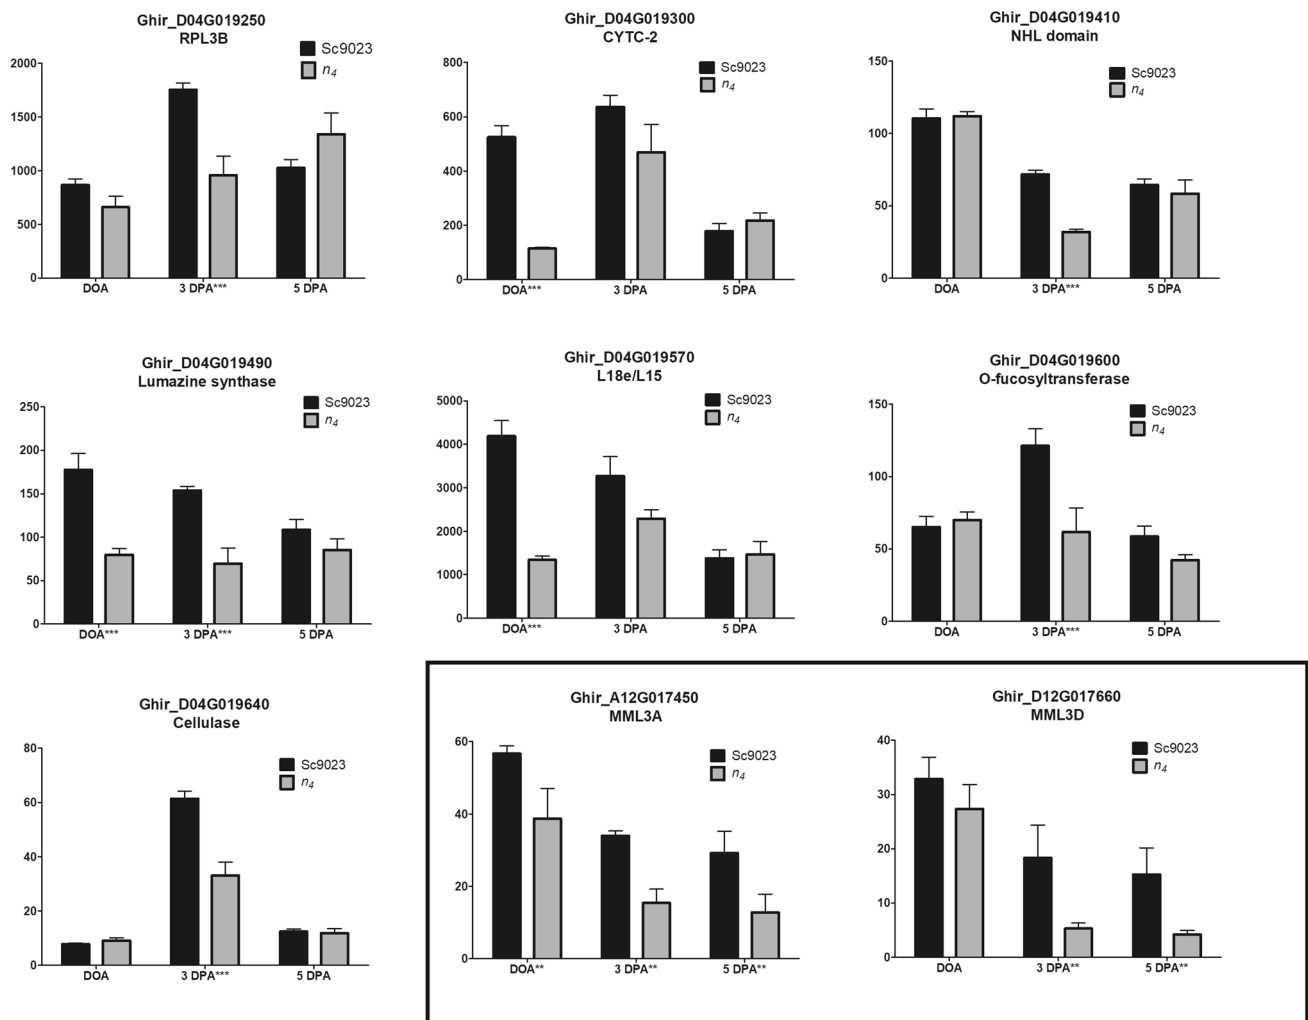 Ghir_D04G019250
RPL3B
Sc9023
n4
2000
1500
1000
500
0
DOA
3 DPA***
5 DPA
Ghir_D04G019300
CYTC-2
Sc9023
n4
800
600
400
200
0
DOA***
3 DPA
5 DPA
Ghir_D04G019410
NHL domain
Sc9023
n4
150
100
50
0
DOA
3 DPA***
5 DPA
Ghir_D04G019490
Lumazine synthase
Sc9023
n4
250
200
150
100
50
0
DOA***
3 DPA***
5 DPA
Ghir_D04G019570
L18e/L15
Sc9023
n4
5000
4000
3000
2000
1000
0
DOA***
3 DPA
5 DPA
Ghir_D04G019600
O-fucosyltransferase
Sc9023
n4
150
100
50
0
DOA
3 DPA***
5 DPA
Ghir_D04G019640
Cellulase
Sc9023
n4
80
60
40
20
0
DOA
3 DPA***
5 DPA
Ghir_A12G017450
MML3A
Sc9023
n4
60
40
20
0
DOA**
3 DPA**
5 DPA**
Ghir_D12G017660
MML3D
Sc9023
n4
40
30
20
10
0
DOA
3 DPA**
5 DPA**